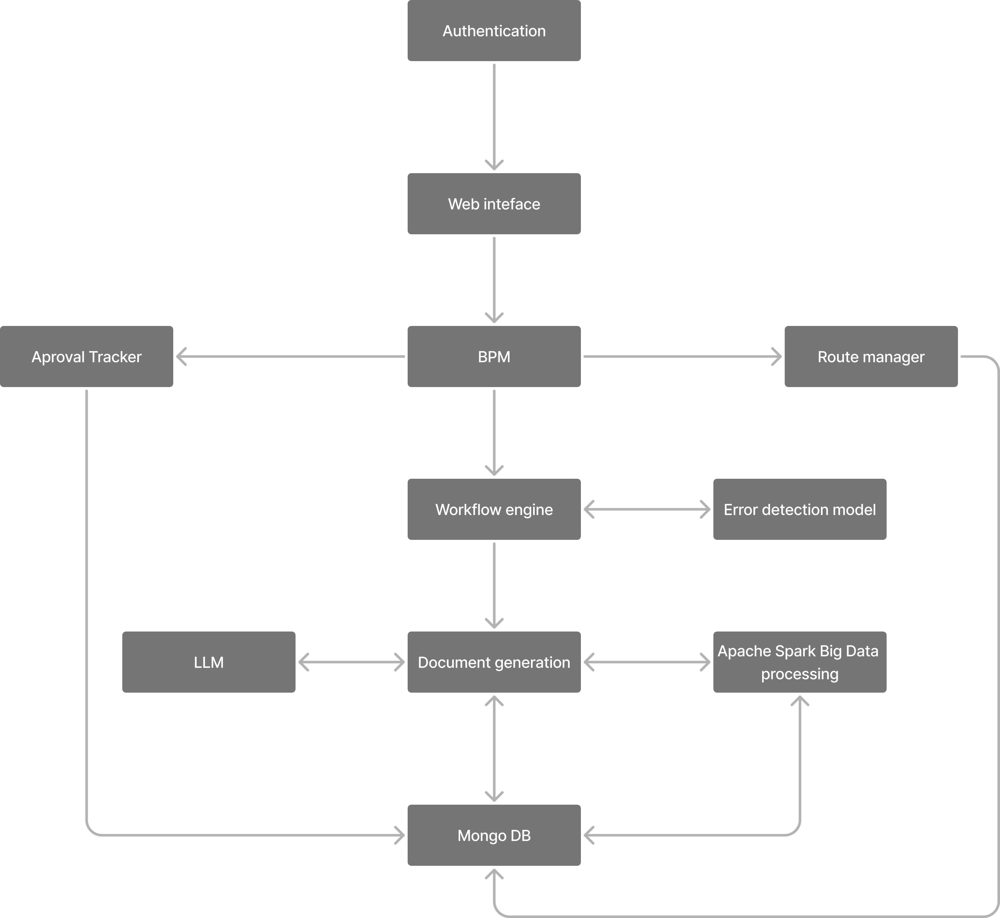 Authentication
Web inteface
Aproval Tracker
BPM
Route manager
Workflow engine
Error detection model
LLM
Document generation
Apache Spark Big Data
processing
Mongo DB